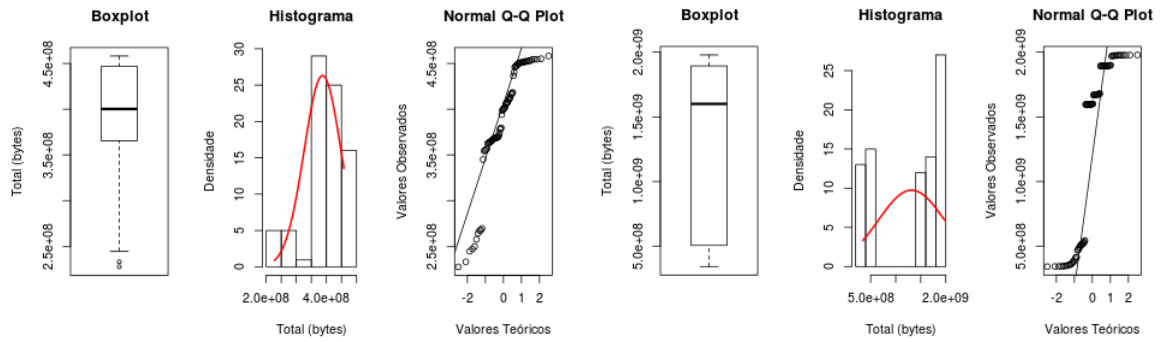 Boxplot
Histograma
Normal Q-Q Plot
Boxplot
Histograma
Normal Q-Q Plot
Total (bytes)
2.5e+08
3.5e+08
4.5e+08
Densidade
0
5
10
15
20
25
30
2.0e+08
4.0e+08
Total (bytes)
Valores Observados
2.5e+08
3.5e+08
4.5e+08
-2
0
1
2
Valores Teóricos
Total (bytes)
5.0e+08
1.0e+09
1.5e+09
2.0e+09
Densidade
0
5
10
15
20
25
5.0e+08
2.0e+09
Total (bytes)
Valores Observados
5.0e+08
1.0e+09
1.5e+09
2.0e+09
-2
0
1
2
Valores Teóricos